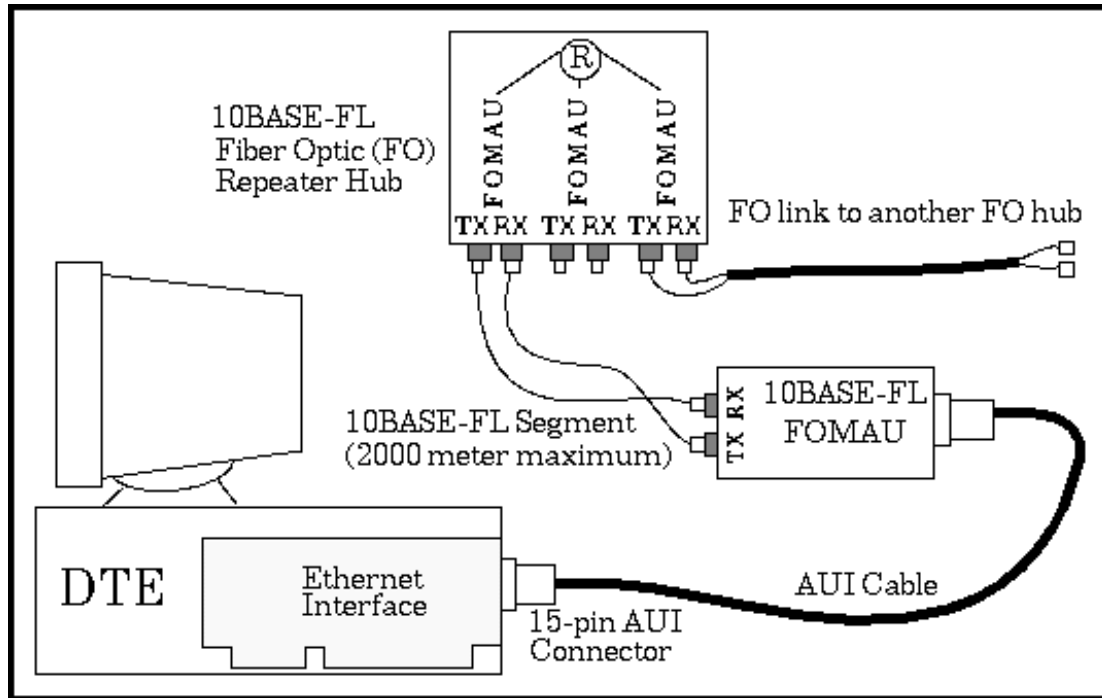 R
FOMAU
FOMAU
FOMAU
TX RX TX RX TX RX
10BASE-FL
Fiber Optic (FO)
Repeater Hub
FO link to another FO hub
10BASE-FL
FOMAU
TX RX
10BASE-FL Segment
(2000 meter maximum)
DTE
Ethernet
Interface
15-pin AUI
Connector
AUI Cable